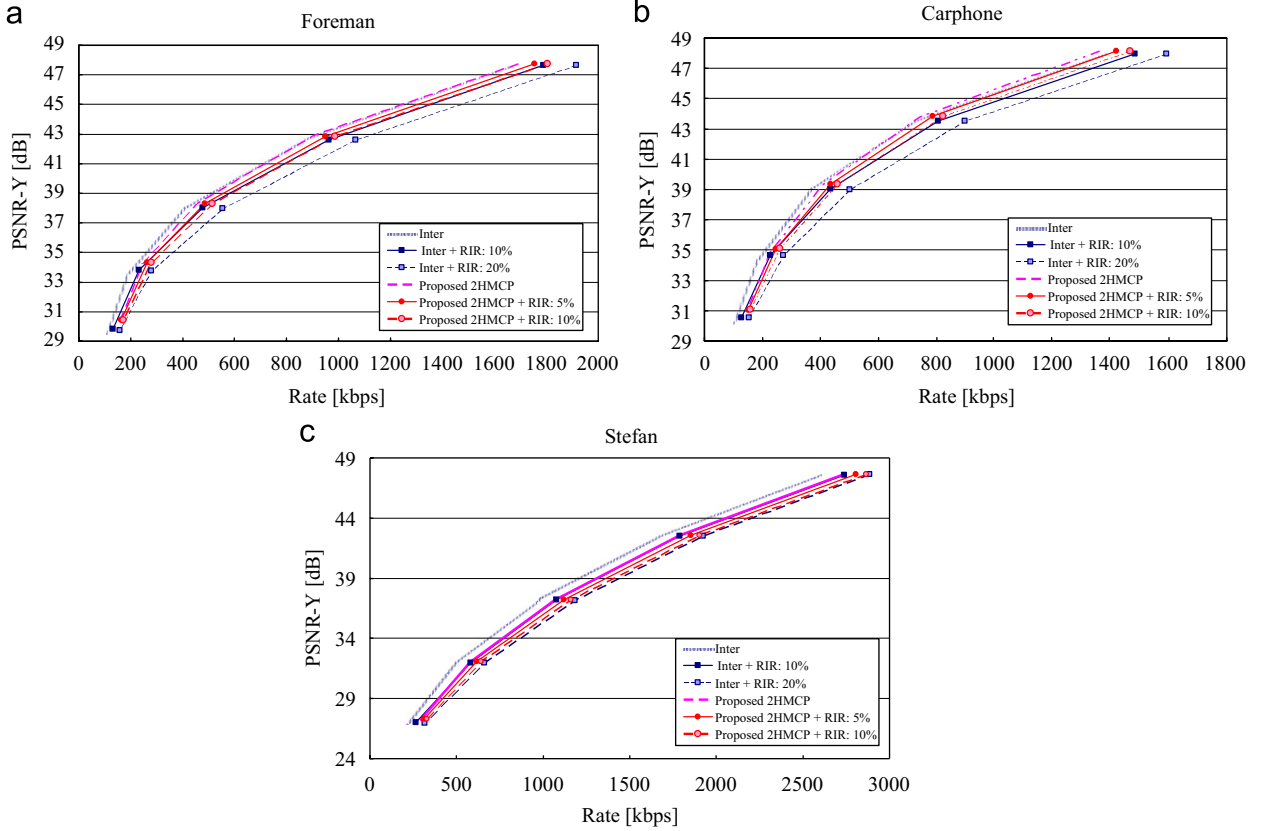 a
Foreman
PSNR-Y [dB]
49
47
45
43
41
39
37
35
33
31
29
0 200 400 600 800 1000 1200 1400 1600 1800 2000
Rate [kbps]
Inter
Inter + RIR: 10%
Inter + RIR: 20%
Proposed 2HMCP
Proposed 2HMCP + RIR: 5%
Proposed 2HMCP + RIR: 10%
b
Carphone
PSNR-Y [dB]
49
47
45
43
41
39
37
35
33
31
29
0 200 400 600 800 1000 1200 1400 1600 1800
Rate [kbps]
Inter
Inter + RIR: 10%
Inter + RIR: 20%
Proposed 2HMCP
Proposed 2HMCP + RIR: 5%
Proposed 2HMCP + RIR: 10%
c
Stefan
PSNR-Y [dB]
49
44
39
34
29
24
0 500 1000 1500 2000 2500 3000
Rate [kbps]
Inter
Inter + RIR: 10%
Inter + RIR: 20%
Proposed 2HMCP
Proposed 2HMCP + RIR: 5%
Proposed 2HMCP + RIR: 10%